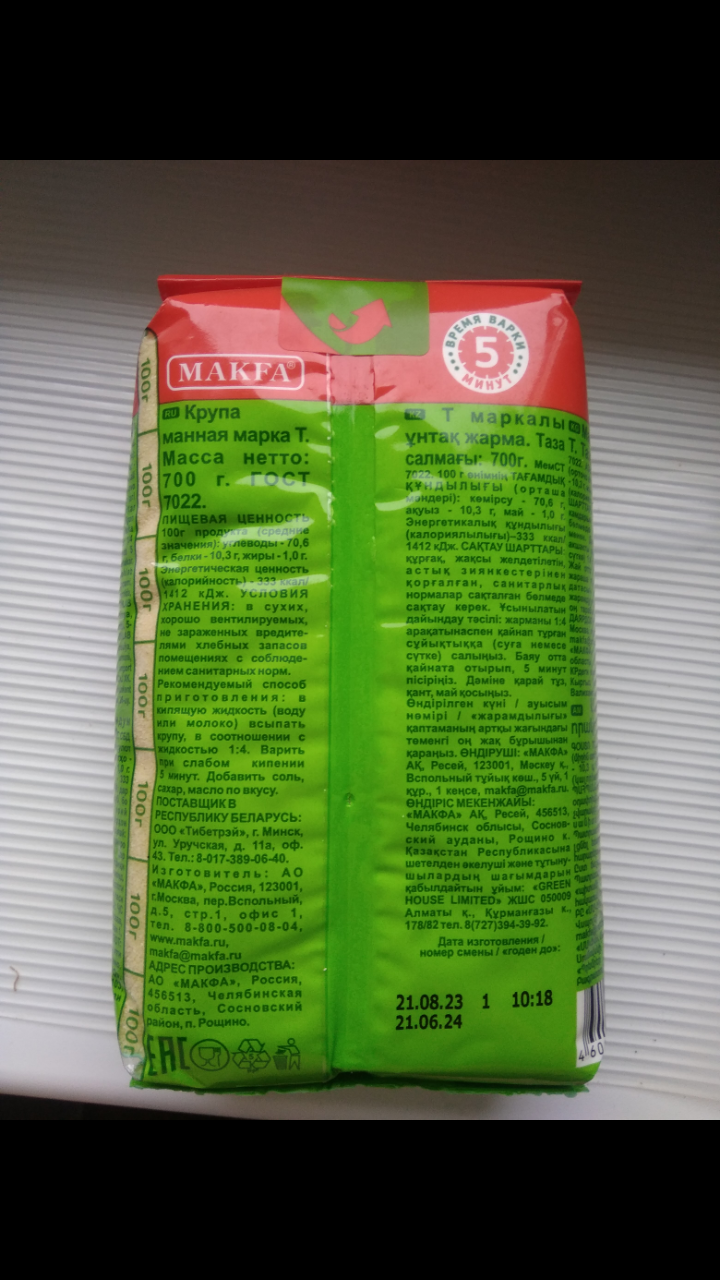 ВРЕМЯ ВАРКИ
5
МИНУТ
МАКFА®
100г
100г
100г
100г
100г
100г
100г
RU Крупа
манная марка Т.
Масса нетто:
700 г. ГОСТ
7022.
ПИЩЕВАЯ ЦЕННОСТЬ
100г продукта (средние
значения): углеводы - 70,6
г, белки - 10,3 г, жиры - 1,0 г.
Энергетическая ценность
(калорийность) - 333 ккал/
1412 кДж. УСЛОВИЯ
ХРАНЕНИЯ: в сухих,
хорошо вентилируемых,
не зараженных вредите-
лями хлебных запасов
помещениях с соблюде-
нием санитарных норм.
Рекомендуемый способ
приготовления: в
кипящую жидкость (воду
или молоко) всыпать
крупу, в соотношении с
жидкостью 1:4. Варить
при слабом кипении
5 минут. Добавить соль,
сахар, масло по вкусу.
ПОСТАВЩИК В
РЕСПУБЛИКУ БЕЛАРУСЬ:
ООО «Тибетрэй», г. Минск,
ул. Уручская, д. 11а, оф.
43. Тел.: 8-017-389-06-40.
Изготовитель: АО
«МАКФА», Россия, 123001,
г.Москва, пер.Вспольный,
д.5, стр.1, офис 1,
тел. 8-800-500-08-04,
www.makfa.ru,
makfa@makfa.ru
АДРЕС ПРОИЗВОДСТВА:
АО «МАКФА», Россия,
456513, Челябинская
область, Сосновский
район, п. Рощино.
EAC
KZ Т маркалы
ұнтақ жарма. Таза
салмағы: 700г. МемСТ
7022. 100 г өнімнің ТАҒАМДЫҚ
ҚҰНДЫЛЫҒЫ (орташа
мәндері): көмірсу - 70,6 г,
ақуыз - 10,3 г, май - 1,0 г.
Энергетикалық құндылығы
(калориялылығы)–333 ккал/
1412 кДж. САҚТАУ ШАРТТАРЫ:
құрғақ, жақсы желдетілетін,
астық зиянкестерінен
қорғалған, санитарлық
нормалар сақталған бөлмеде
сақтау керек. Ұсынылатын
дайындау тәсілі: жарманы 1:4
арақатынаспен қайнап тұрған
сұйықтыққа (суға немесе
сүтке) салыңыз. Баяу отта
қайната отырып, 5 минут
пісіріңіз. Дәміне қарай тұз,
қант, май қосыңыз.
Өндірілген күні / ауысым
нөмірі / «жарамдылығы»
қаптаманың артқы жағындағы
төменгі оң жақ бұрышынан
қараңыз. ӨНДІРУШІ: «МАКФА»
АҚ, Ресей, 123001, Мәскеу қ.,
Вспольный тұйық көш., 5 үй, 1
құр., 1 кеңсе, makfa@makfa.ru.
ӨНДІРІС МЕКЕНЖАЙЫ:
«МАКФА» АҚ, Ресей, 456513,
Челябинск облысы, Соснов-
ский ауданы, Рощино к.
Қазақстан Республикасына
шетелден әкелуші және тұтыну-
шылардың шағымдарын
қабылдайтын ұйым: «GREEN
HOUSE LIMITED» ЖШС 050009
Алматы қ., Құрманғазы к.,
178/82 тел. 8(727)394-39-92.
Дата изготовления /
номер смены / «годен до»:
21.08.23 1 10:18
21.06.24